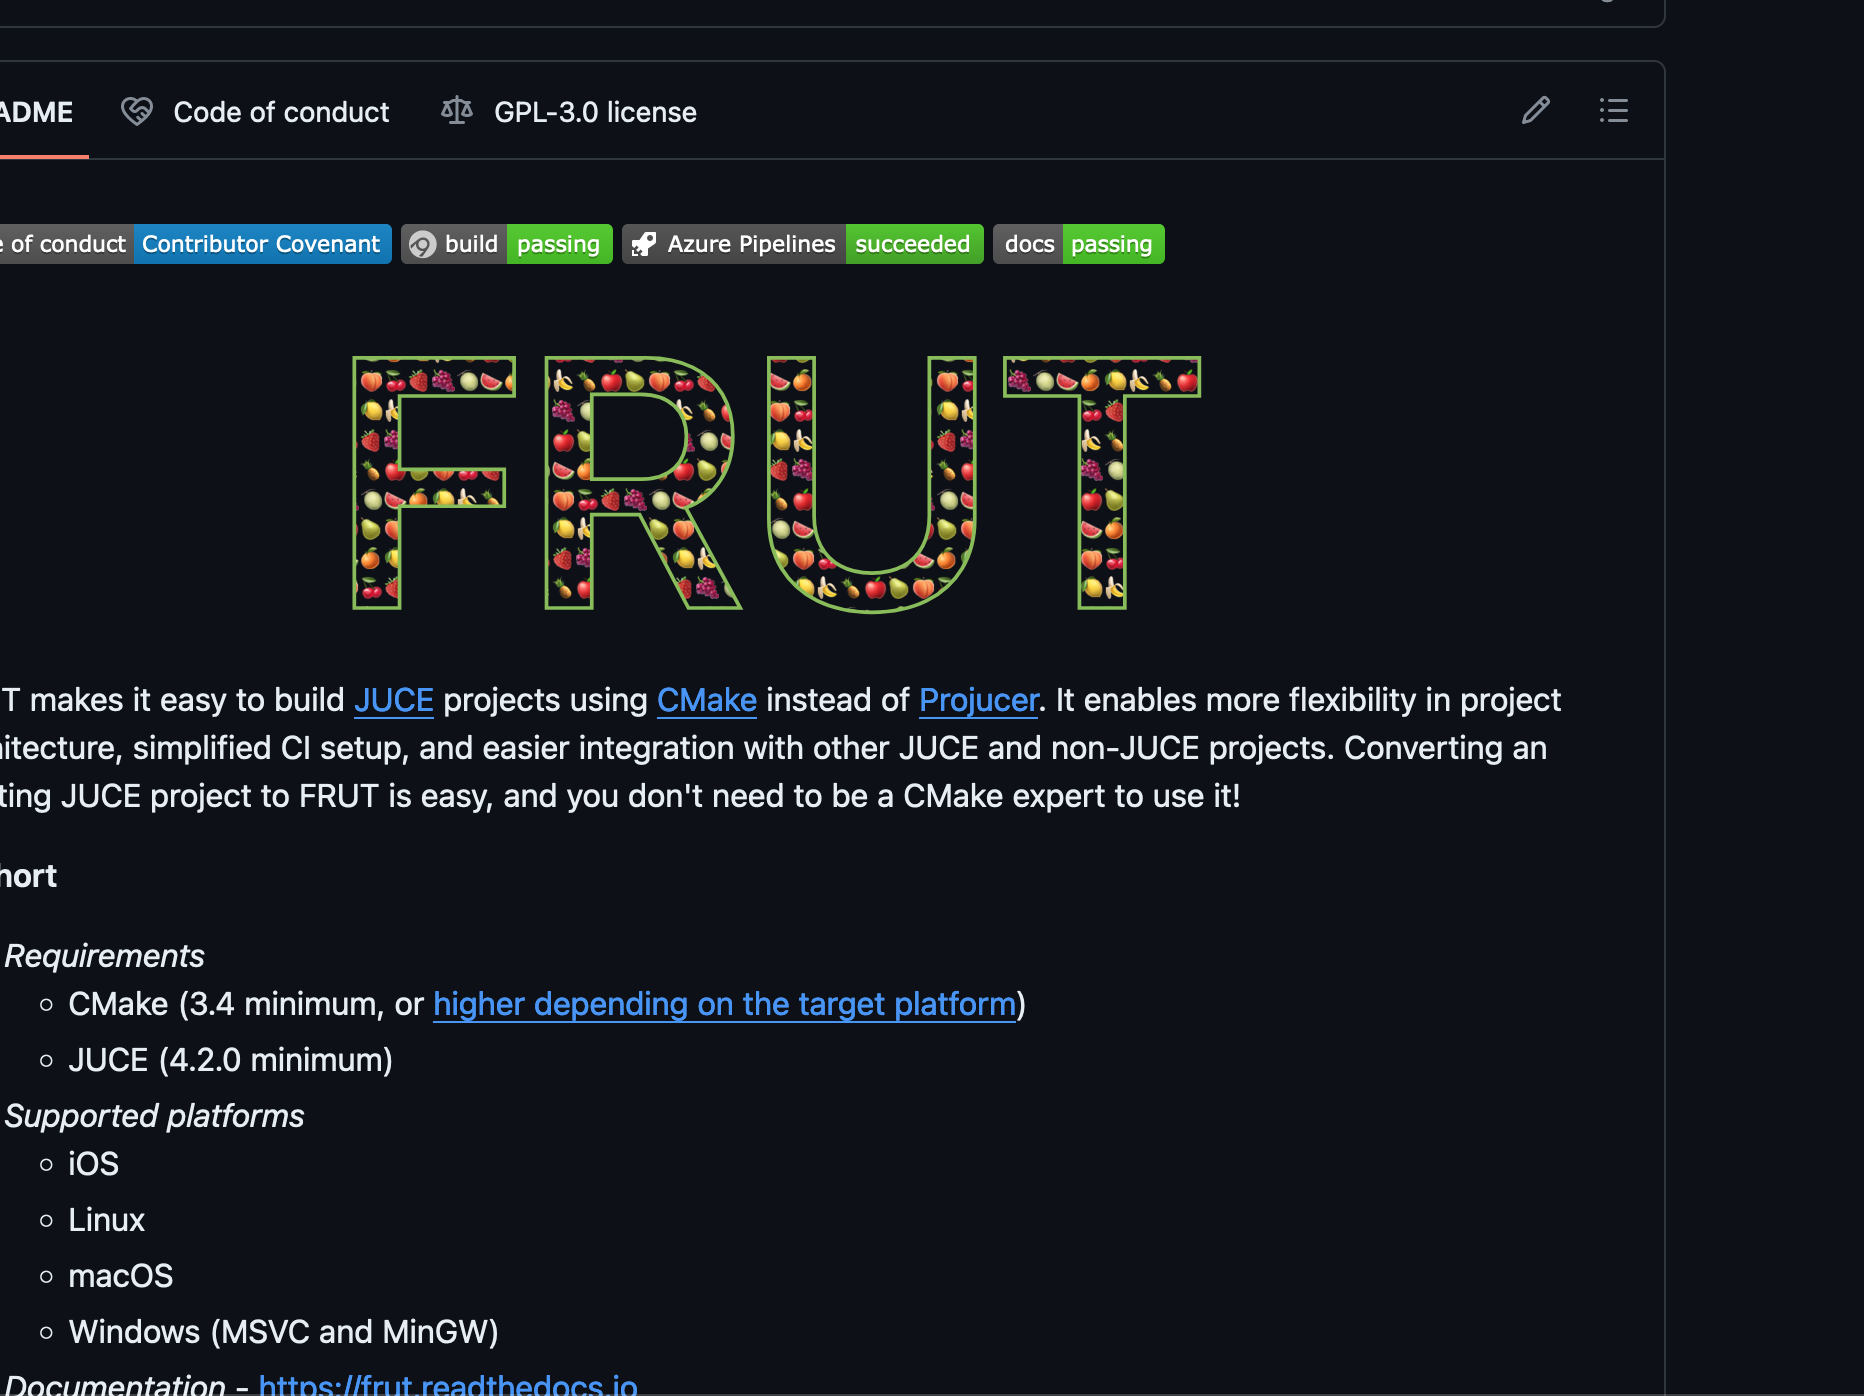 ADME Code of conduct GPL-3.0 license
e of conduct Contributor Covenant build passing Azure Pipelines succeeded docs passing
FRUT
T makes it easy to build JUCE projects using CMake instead of Projucer. It enables more flexibility in project
itecture, simplified CI setup, and easier integration with other JUCE and non-JUCE projects. Converting an
ting JUCE project to FRUT is easy, and you don't need to be a CMake expert to use it!
hort
Requirements
CMake (3.4 minimum, or higher depending on the target platform)
JUCE (4.2.0 minimum)
Supported platforms
iOS
Linux
macOS
Windows (MSVC and MinGW)
Documentation - https://frut.readthedocs.io